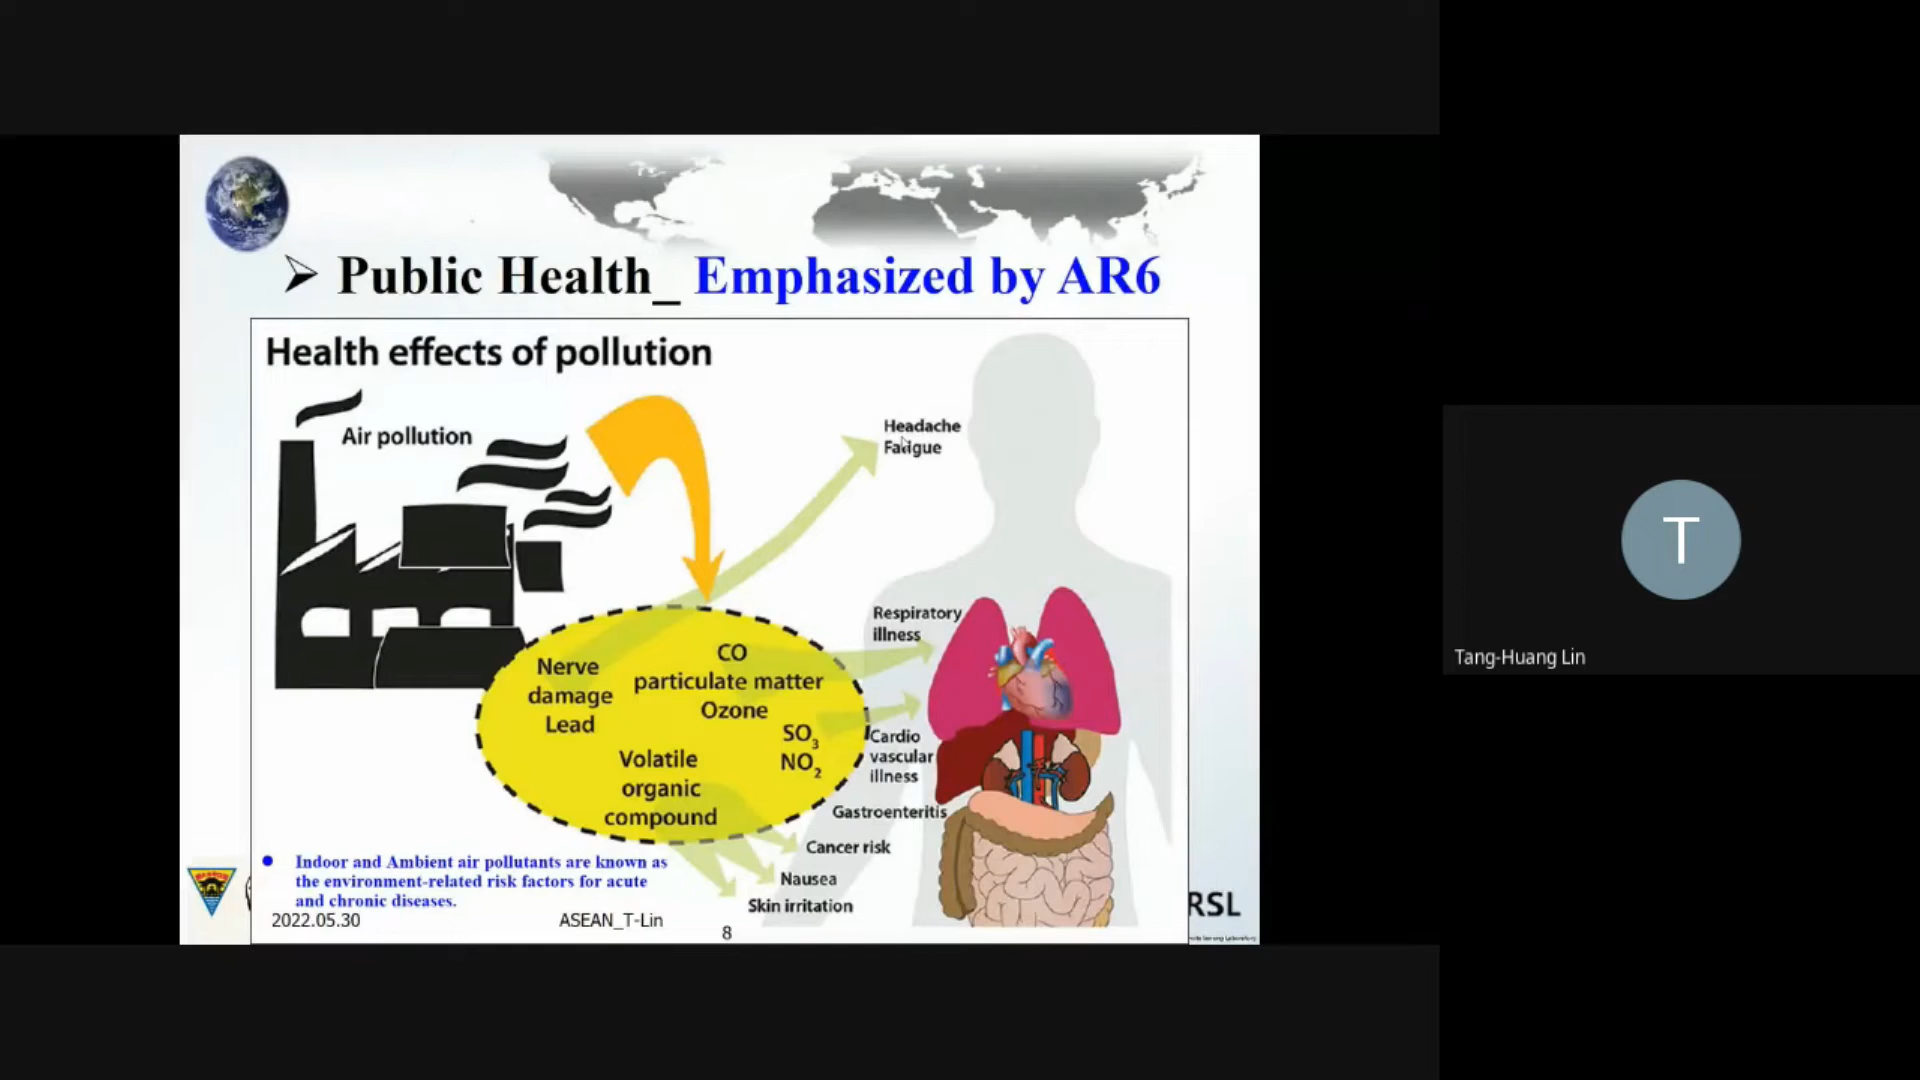 ➢ Public Health_ Emphasized by AR6
Health effects of pollution
Air pollution
Headache
Fatigue
Respiratory
illness
Nerve
damage
Lead
CO
particulate matter
Ozone
SO3
NO2
Volatile
organic
compound
Cardio
vascular
illness
Gastroenteritis
Cancer risk
Nausea
Skin irritation
• Indoor and Ambient air pollutants are known as
the environment-related risk factors for acute
and chronic diseases.
2022.05.30
ASEAN_T-Lin
8
RSL
T
Tang-Huang Lin